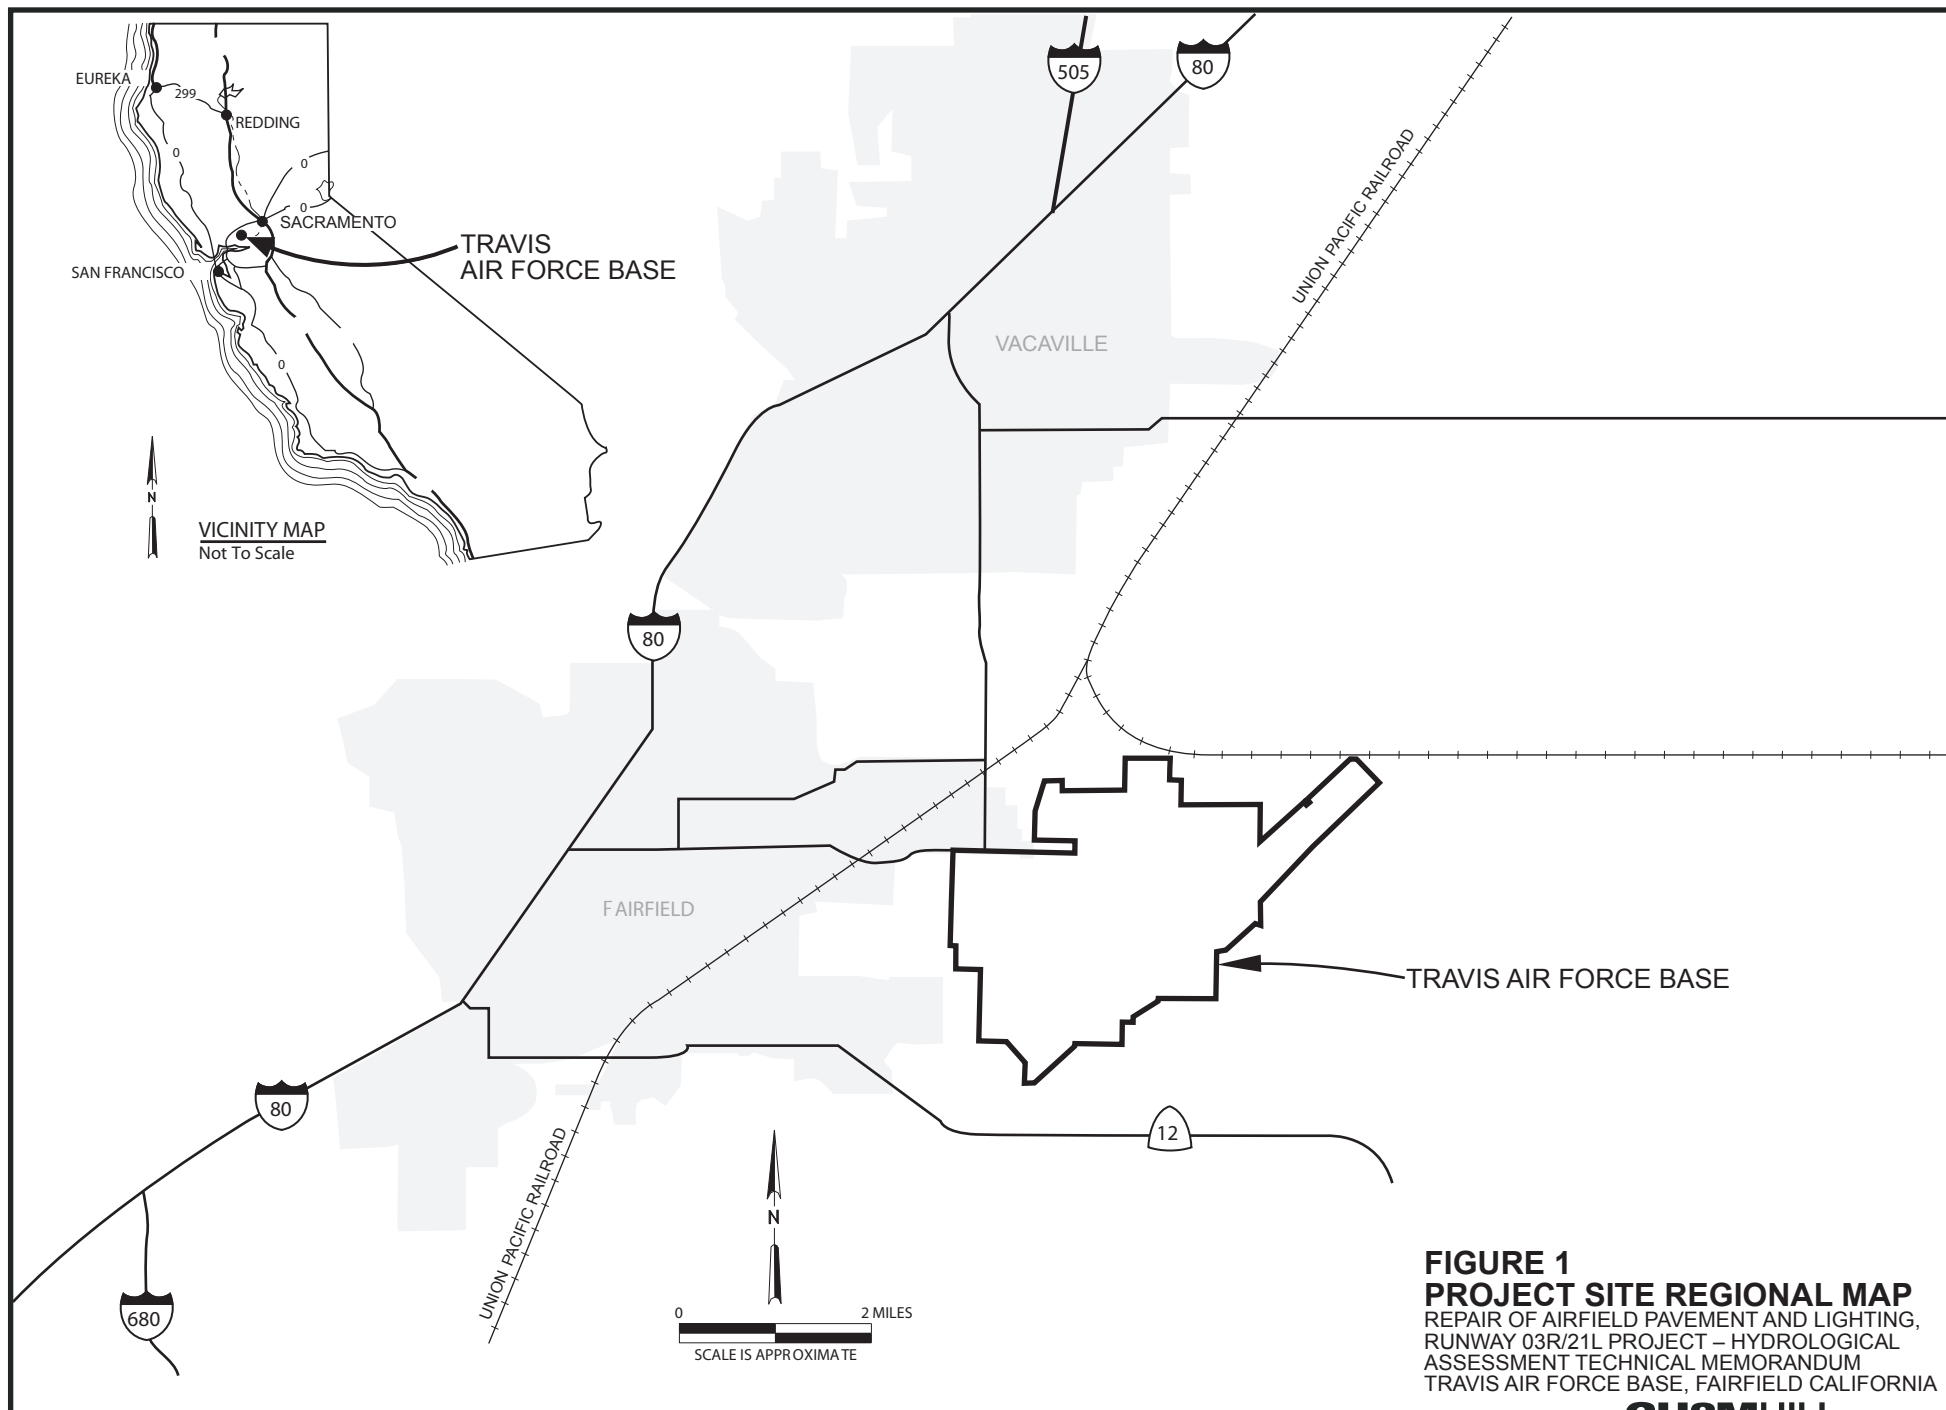 505
80
EUREKA
299
REDDING
0
0
0
SACRAMENTO
TRAVIS
AIR FORCE BASE
SAN FRANCISCO
0
N
VICINITY MAP
Not To Scale
UNION PACIFIC RAILROAD
VACAVILLE
80
FAIRFIELD
TRAVIS AIR FORCE BASE
80
12
UNION PACIFIC RAILROAD
680
N
0 2 MILES
SCALE IS APPROXIMATE
FIGURE 1
PROJECT SITE REGIONAL MAP
REPAIR OF AIRFIELD PAVEMENT AND LIGHTING,
RUNWAY 03R/21L PROJECT – HYDROLOGICAL
ASSESSMENT TECHNICAL MEMORANDUM
TRAVIS AIR FORCE BASE, FAIRFIELD CALIFORNIA